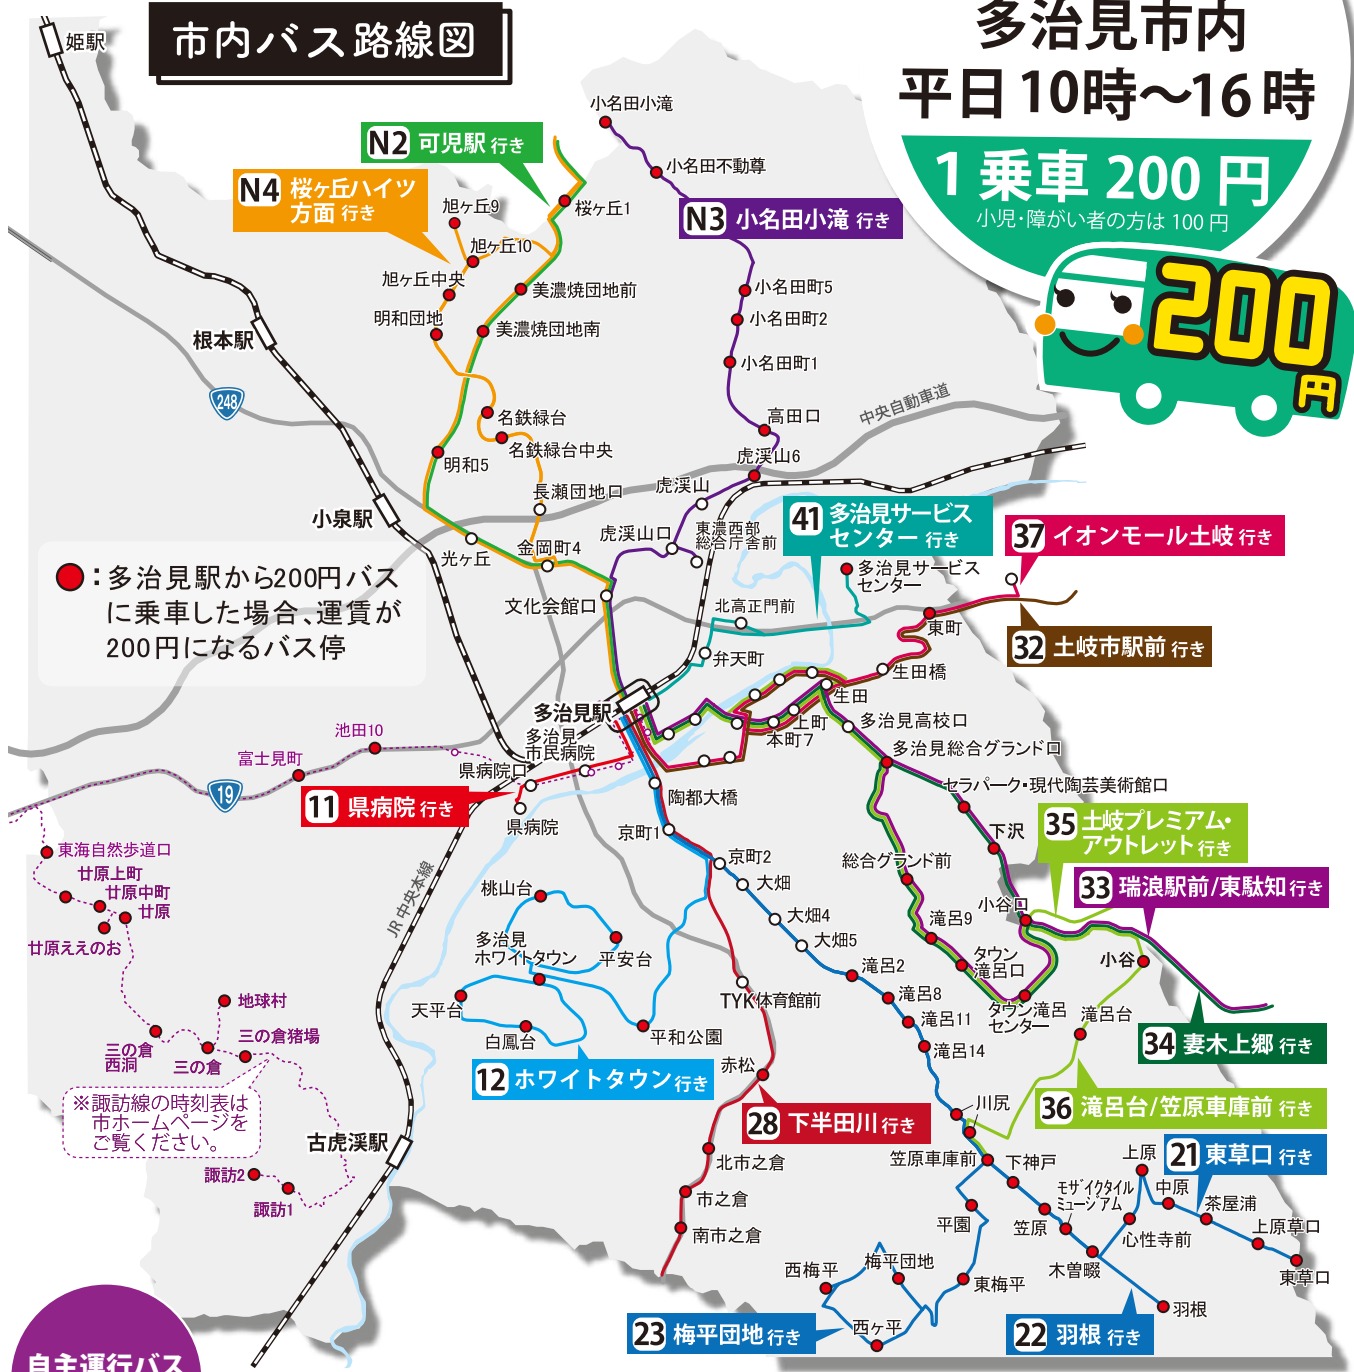 市内バス路線図
多治見市内
平日10時～16時
1乗車200円
小児・障がい者の方は100円
200
円
姫駅
小名田小滝
N2 可児駅 行き
小名田不動尊
N4 桜ヶ丘ハイツ
方面 行き
旭ヶ丘9
桜ヶ丘1
N3 小名田小滝 行き
旭ヶ丘10
旭ヶ丘中央
美濃焼団地前
小名田町5
明和団地
美濃焼団地南
小名田町2
根本駅
小名田町1
248
中央自動車道
名鉄緑台
高田口
名鉄緑台中央
明和5
虎渓山6
長瀬団地口
虎渓山
小泉駅
虎渓山口
東濃西部
総合庁舎前
41 多治見サービス
センター 行き
37 イオンモール土岐 行き
光ヶ丘
金岡町4
●:多治見駅から200円バス
に乗車した場合、運賃が
200円になるバス停
多治見サービス
センター
文化会館口
北高正門前
東町
32 土岐市駅前 行き
弁天町
生田橋
生田
多治見駅
上町
多治見高校口
池田10
多治見
市民病院
本町7
富士見町
多治見総合グランド口
県病院口
19
セラパーク・現代陶芸美術館口
陶都大橋
11 県病院 行き
県病院
京町1
下沢
35 土岐プレミアム・
アウトレット 行き
東海自然歩道口
京町2
総合グランド前
廿原上町
JR中央本線
桃山台
大畑
33 瑞浪駅前/東駄知 行き
廿原中町
小谷口
廿原
大畑4
滝呂9
廿原ええのお
多治見
ホワイトタウン
平安台
大畑5
タウン
滝呂口
小谷
滝呂2
地球村
天平台
TYK体育館前
滝呂8
タウン滝呂
センター
滝呂台
三の倉猪場
白鳳台
平和公園
滝呂11
三の倉
西洞
三の倉
滝呂14
34 妻木上郷 行き
赤松
12 ホワイトタウン 行き
※諏訪線の時刻表は
市ホームページを
ご覧ください。
川尻
36 滝呂台/笠原車庫前 行き
28 下半田川 行き
古虎渓駅
北市之倉
笠原車庫前
下神戸
上原
21 東草口 行き
諏訪2
モザイクタイル
ミュージアム
中原
諏訪1
市之倉
茶屋浦
平園
笠原
南市之倉
心性寺前
上原草口
西梅平
梅平団地
木曽畷
東草口
東梅平
羽根
23 梅平団地 行き
西ヶ平
22 羽根 行き
自主運行バス